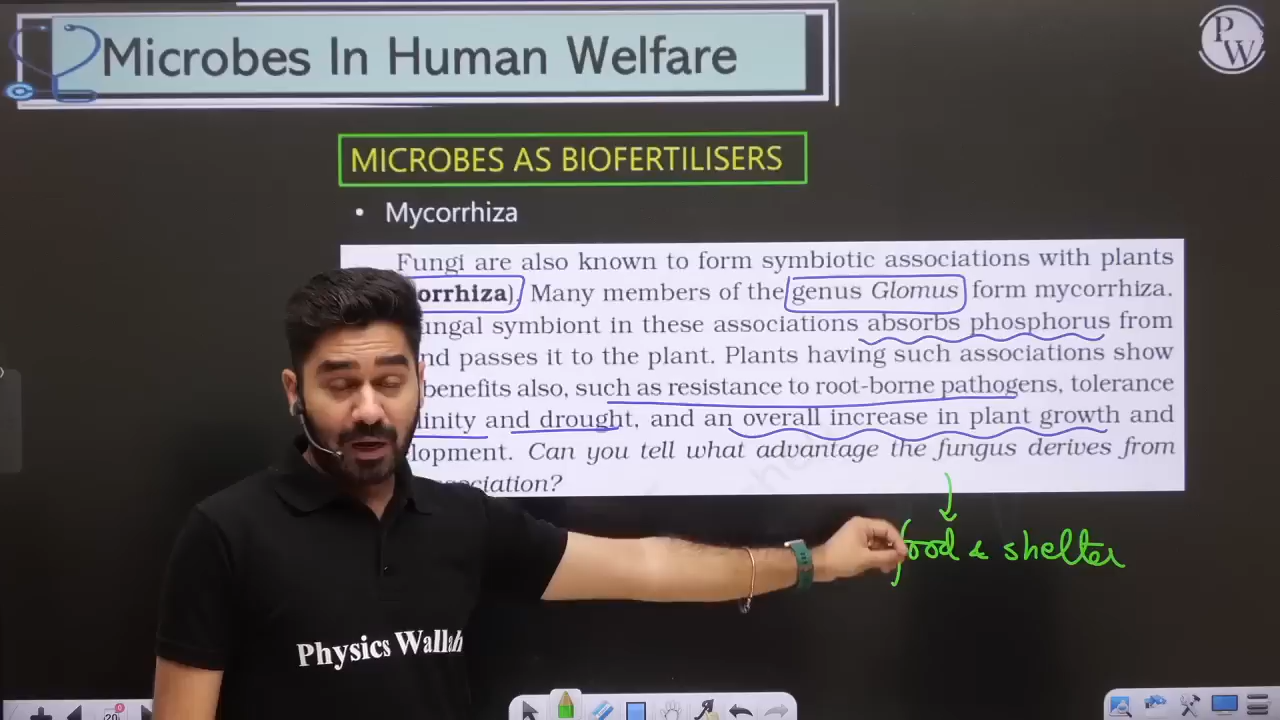 Microbes In Human Welfare
PW
MICROBES AS BIOFERTILISERS
• Mycorrhiza
Fungi are also known to form symbiotic associations with plants
orrhiza). Many members of the genus Glomus form mycorrhiza.
ungal symbiont in these associations absorbs phosphorus from
nd passes it to the plant. Plants having such associations show
benefits also, such as resistance to root-borne pathogens, tolerance
linity and drought, and an overall increase in plant growth and
lopment. Can you tell what advantage the fungus derives from
ciation?
food & shelter
Physics Wallah
20